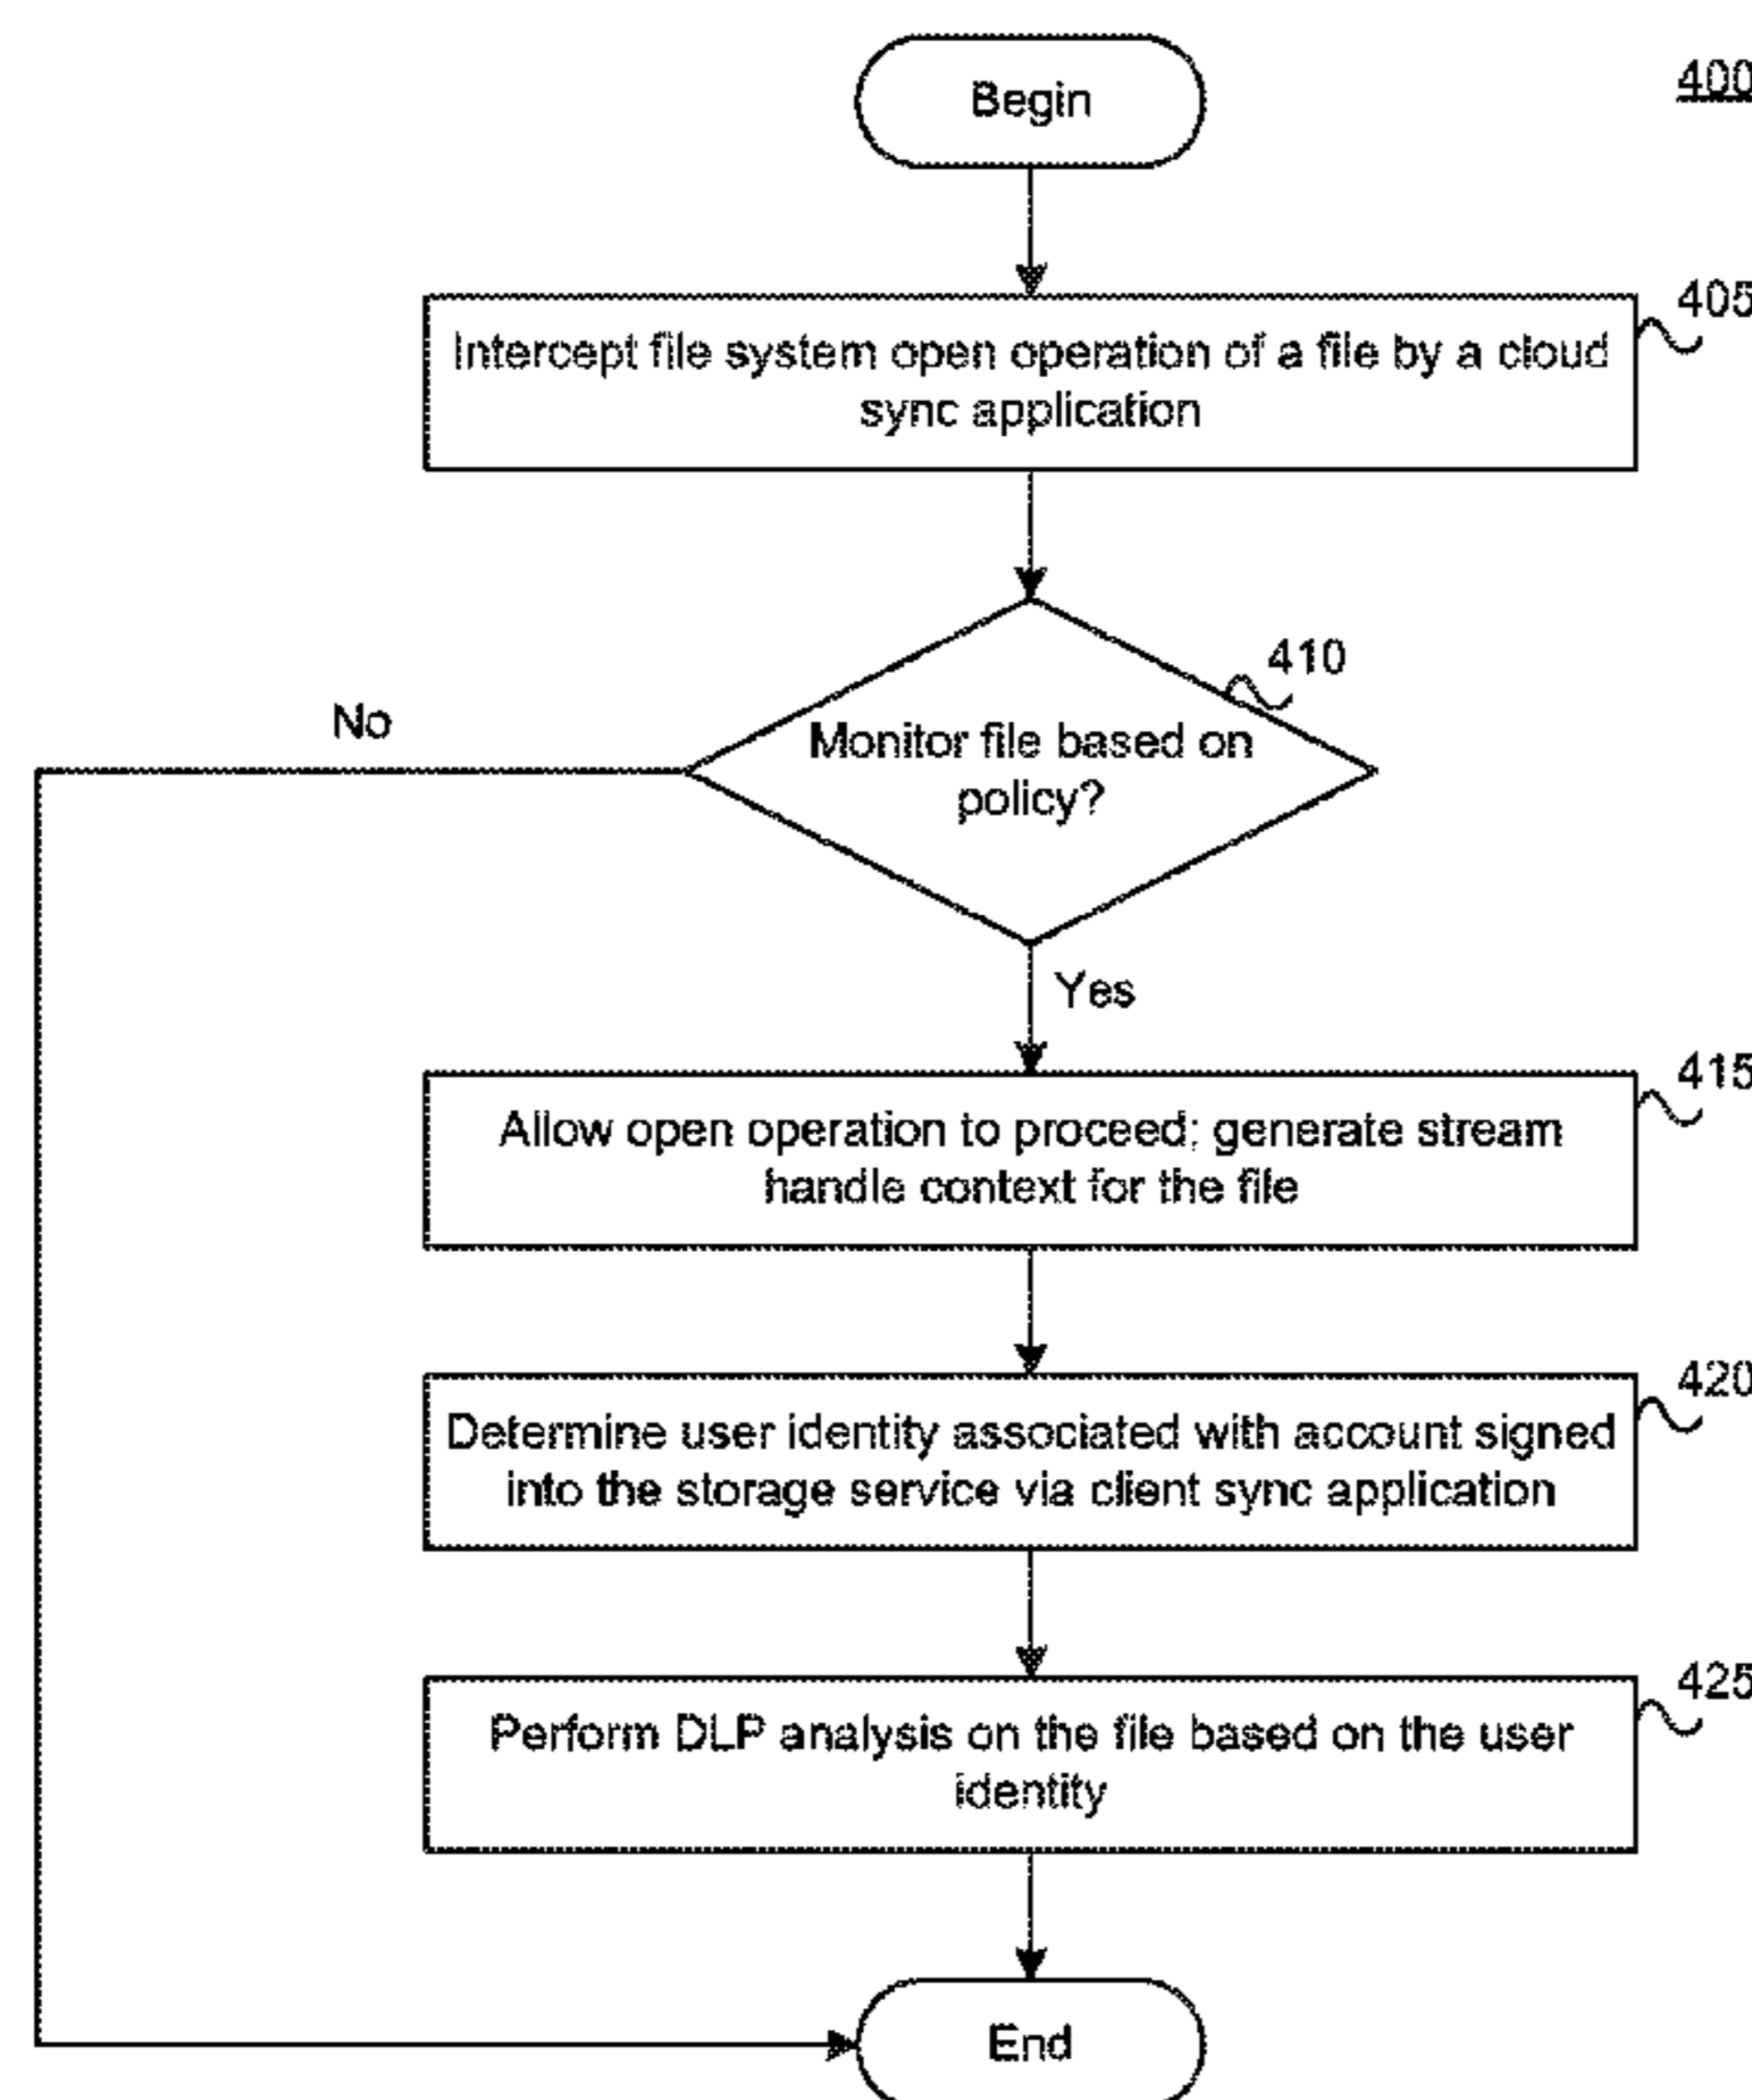 Begin
400
405
Intercept file system open operation of a file by a cloud
sync application
410
No
Monitor file based on
policy?
Yes
415
Allow open operation to proceed; generate stream
handle context for the file
420
Determine user identity associated with account signed
into the storage service via client sync application
425
Perform DLP analysis on the file based on the user
identity
End